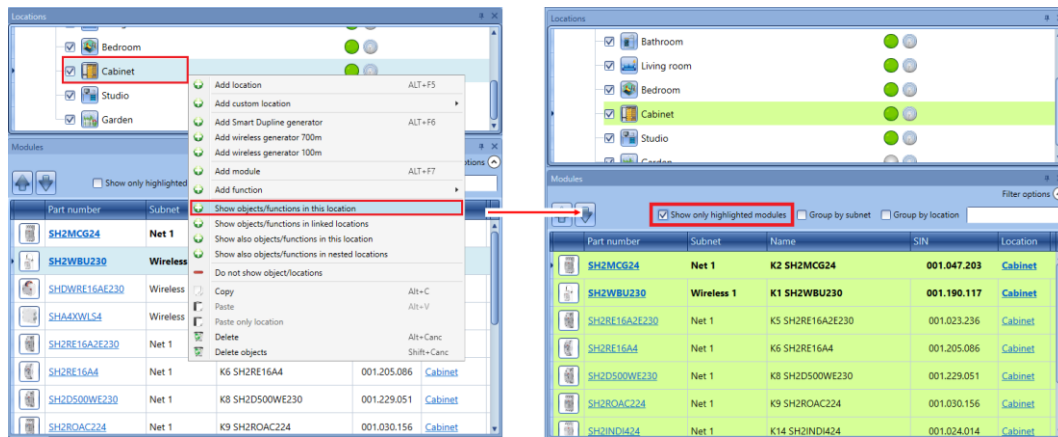 Locations
Bedroom
Cabinet
Studio
Garden
Add location ALT+F5
Add custom location
Add Smart Dupline generator ALT+F6
Add wireless generator 700m
Add wireless generator 100m
Add module ALT+F7
Add function
Show objects/functions in this location
Show objects/functions in linked locations
Show also objects/functions in this location
Show also objects/functions in nested locations
Do not show object/locations
Copy Alt+C
Paste Alt+V
Paste only location
Delete Alt+Canc
Delete objects Shift+Canc
Modules
Show only highlighted
Part number Subnet
SH2MCG24 Net 1
SH2WBU230 Wireless
SHDWRE16AE230 Wireless
SHA4XWLS4 Wireless
SH2RE16A2E230 Net 1
SH2RE16A4 Net 1 K6 SH2RE16A4 001.205.086 Cabinet
SH2D500WE230 Net 1 K8 SH2D500WE230 001.229.051 Cabinet
SH2ROAC224 Net 1 K9 SH2ROAC224 001.030.156 Cabinet
Locations
Bathroom
Living room
Bedroom
Cabinet
Studio
Garden
Modules
Filter options
Show only highlighted modules Group by subnet Group by location
Part number Subnet Name SIN Location
SH2MCG24 Net 1 K2 SH2MCG24 001.047.203 Cabinet
SH2WBU230 Wireless 1 K1 SH2WBU230 001.190.117 Cabinet
SH2RE16A2E230 Net 1 K5 SH2RE16A2E230 001.023.236 Cabinet
SH2RE16A4 Net 1 K6 SH2RE16A4 001.205.086 Cabinet
SH2D500WE230 Net 1 K8 SH2D500WE230 001.229.051 Cabinet
SH2ROAC224 Net 1 K9 SH2ROAC224 001.030.156 Cabinet
SH2INDI424 Net 1 K14 SH2INDI424 001.024.014 Cabinet